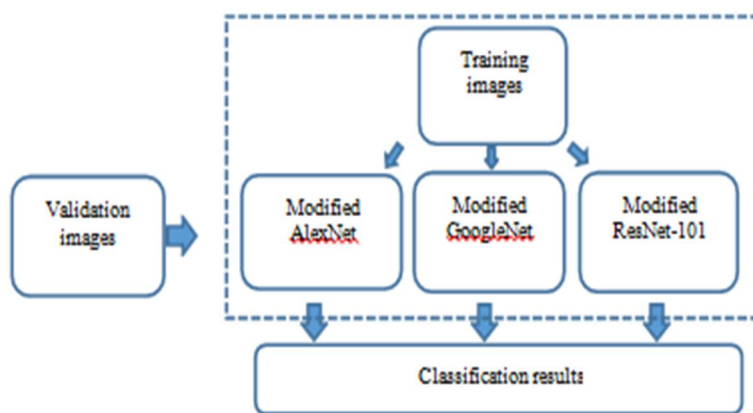 Training
images
Validation
images
Modified
AlexNet
Modified
GoogleNet
Modified
ResNet-101
Classification results